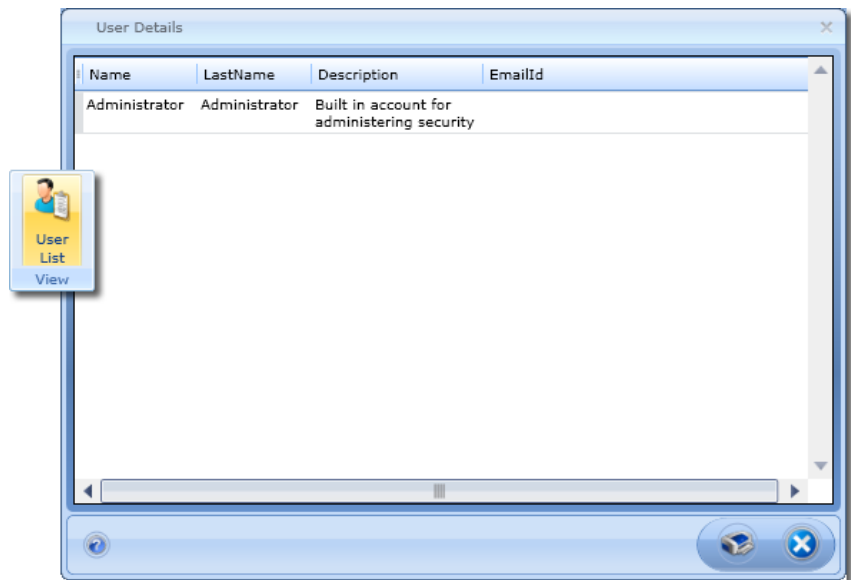 User Details
Name LastName Description EmailId
Administrator Administrator Built in account for
administering security
User
List
View